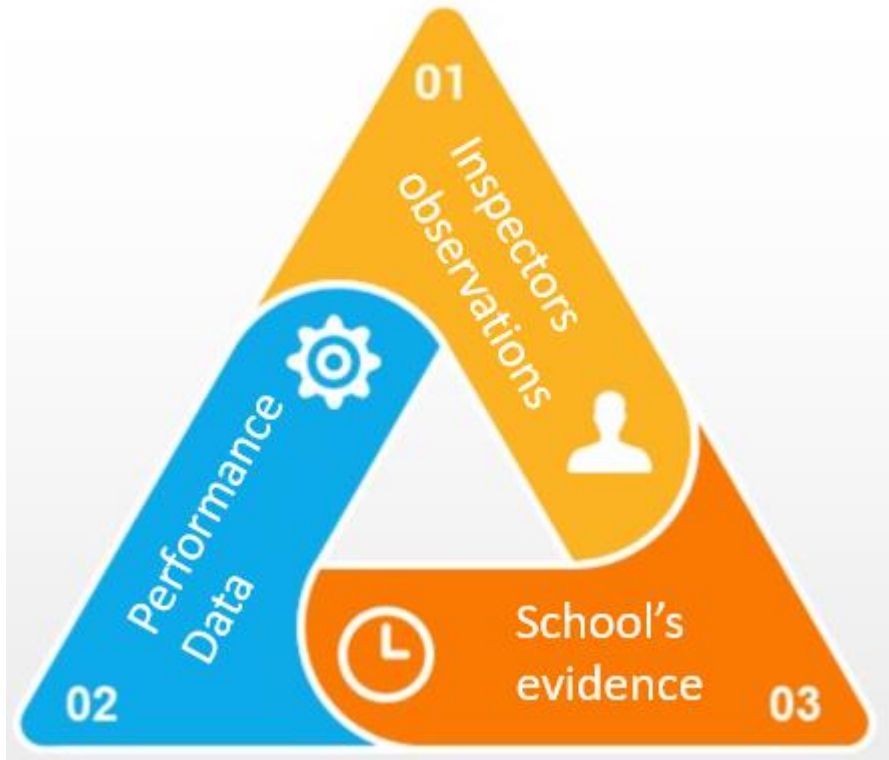 01
Inspectors
observations
Performance
Data
02
School’s
evidence
03